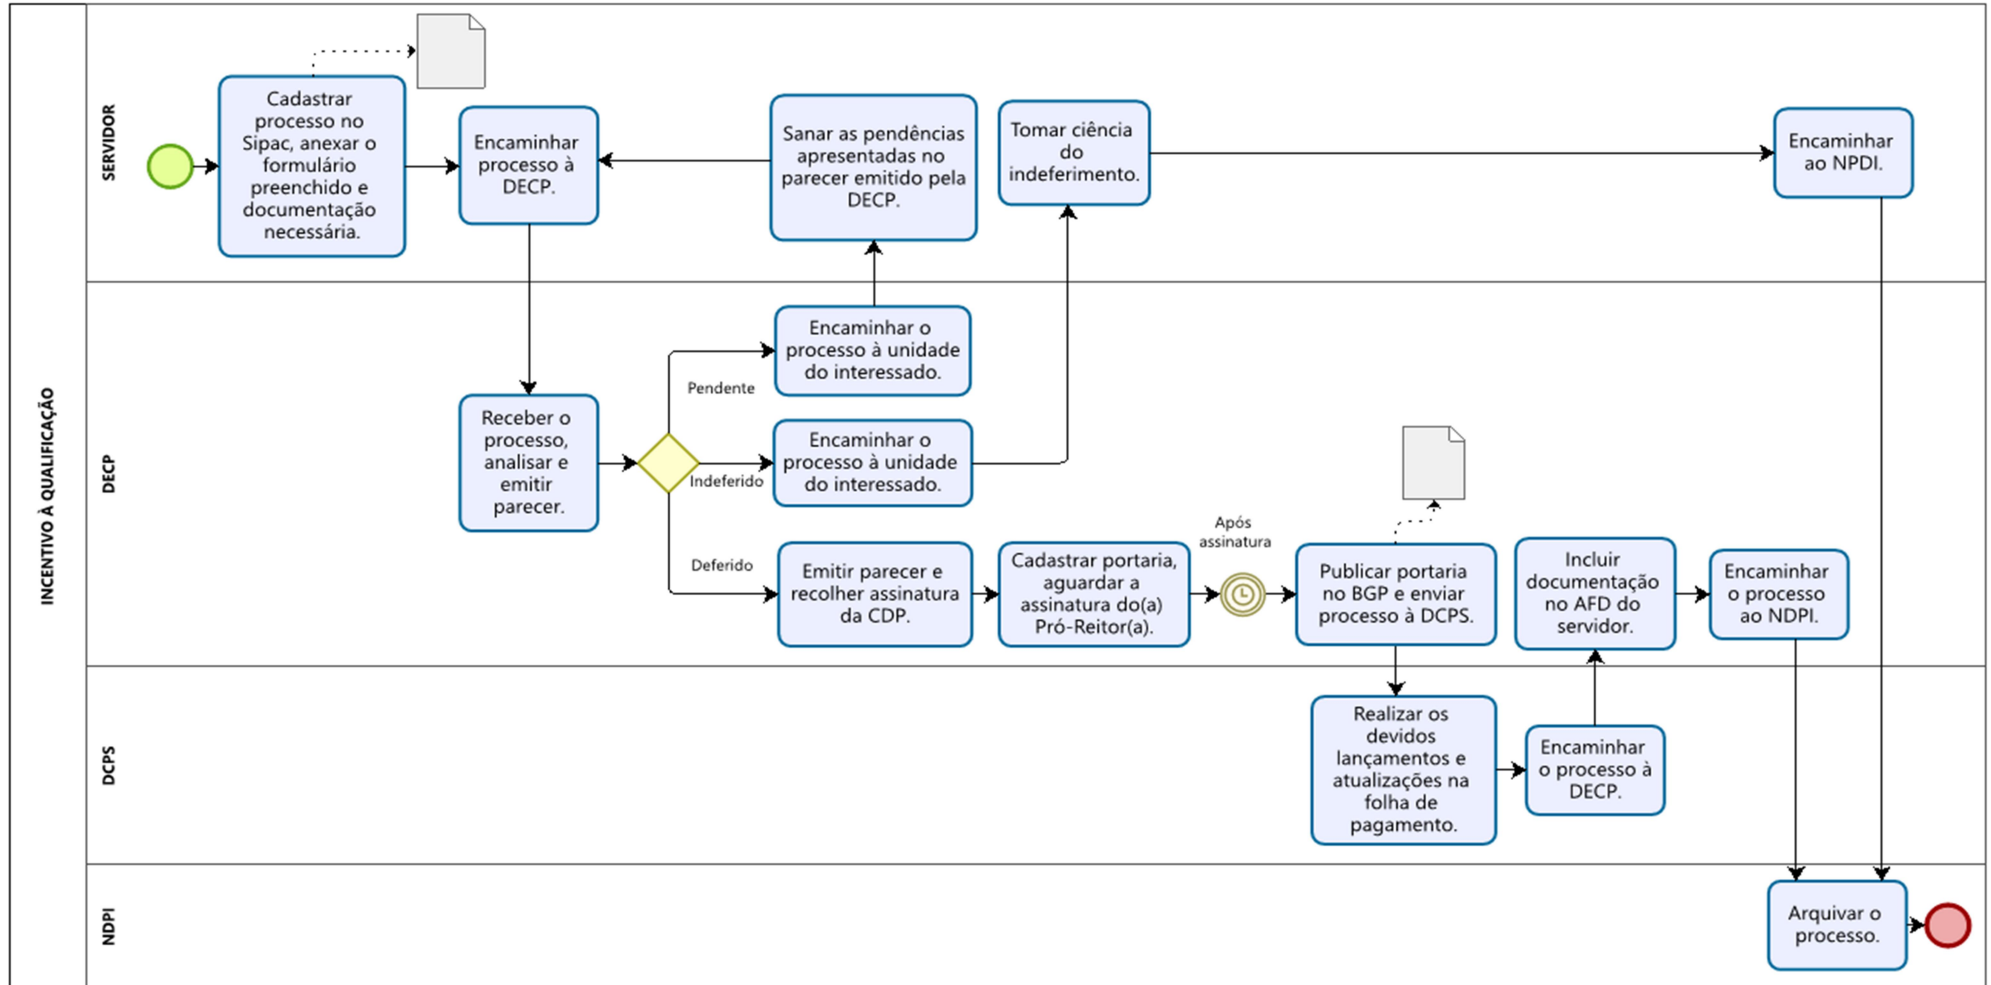 INCENTIVO À QUALIFICAÇÃO
SERVIDOR
Cadastrar
processo no
Sipac, anexar o
formulário
preenchido e
documentação
necessária.
Encaminhar
processo à
DECP.
Sanar as pendências
apresentadas no
parecer emitido pela
DECP.
Tomar ciência
do
indeferimento.
Encaminhar
ao NPDI.
DECP
Receber o
processo,
analisar e
emitir
parecer.
Pendente
Encaminhar o
processo à unidade
do interessado.
Indeferido
Encaminhar o
processo à unidade
do interessado.
Deferido
Emitir parecer e
recolher assinatura
da CDP.
Cadastrar portaria,
aguardar a
assinatura do(a)
Pró-Reitor(a).
Após
assinatura
Publicar portaria
no BGP e enviar
processo à DCPS.
Incluir
documentação
no AFD do
servidor.
Encaminhar
o processo
ao NDPI.
DCPS
Realizar os
devidos
lançamentos e
atualizações na
folha de
pagamento.
Encaminhar
o processo à
DECP.
NDPI
Arquivar o
processo.